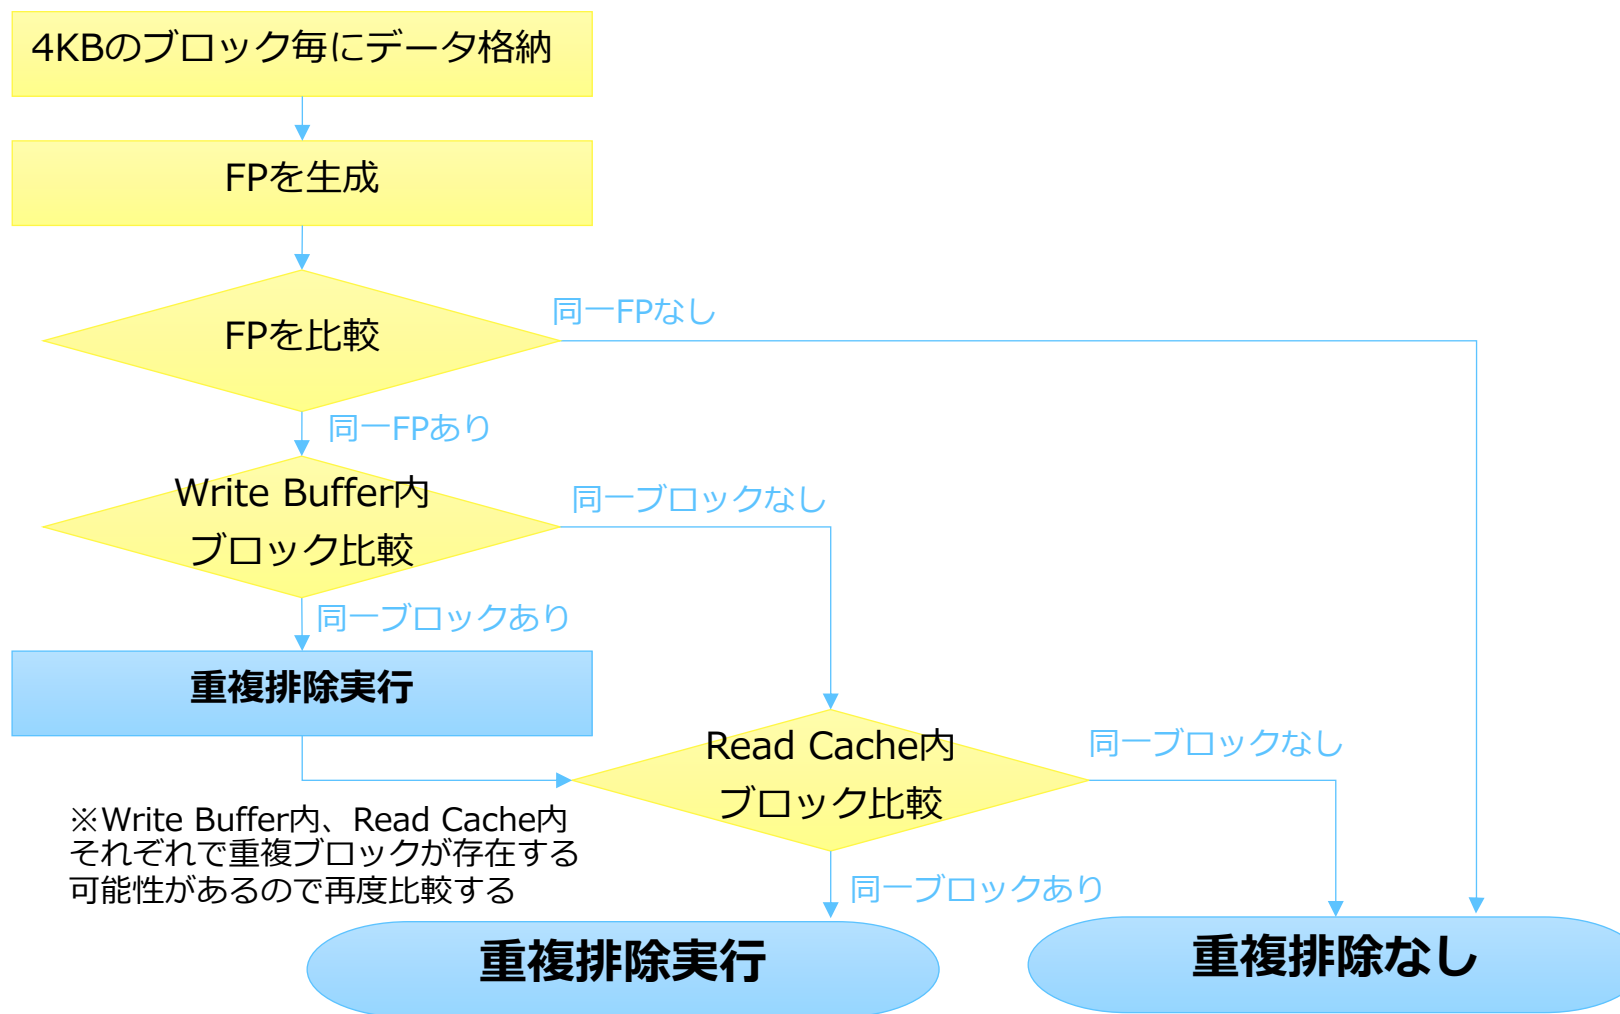 4KBのブロック毎にデータ格納
FPを生成
FPを比較
同一FPなし
同一FPあり
Write Buffer内
ブロック比較
同一ブロックなし
同一ブロックあり
重複排除実行
Read Cache内
ブロック比較
同一ブロックなし
※Write Buffer内、Read Cache内
それぞれで重複ブロックが存在する
可能性があるので再度比較する
同一ブロックあり
重複排除実行
重複排除なし